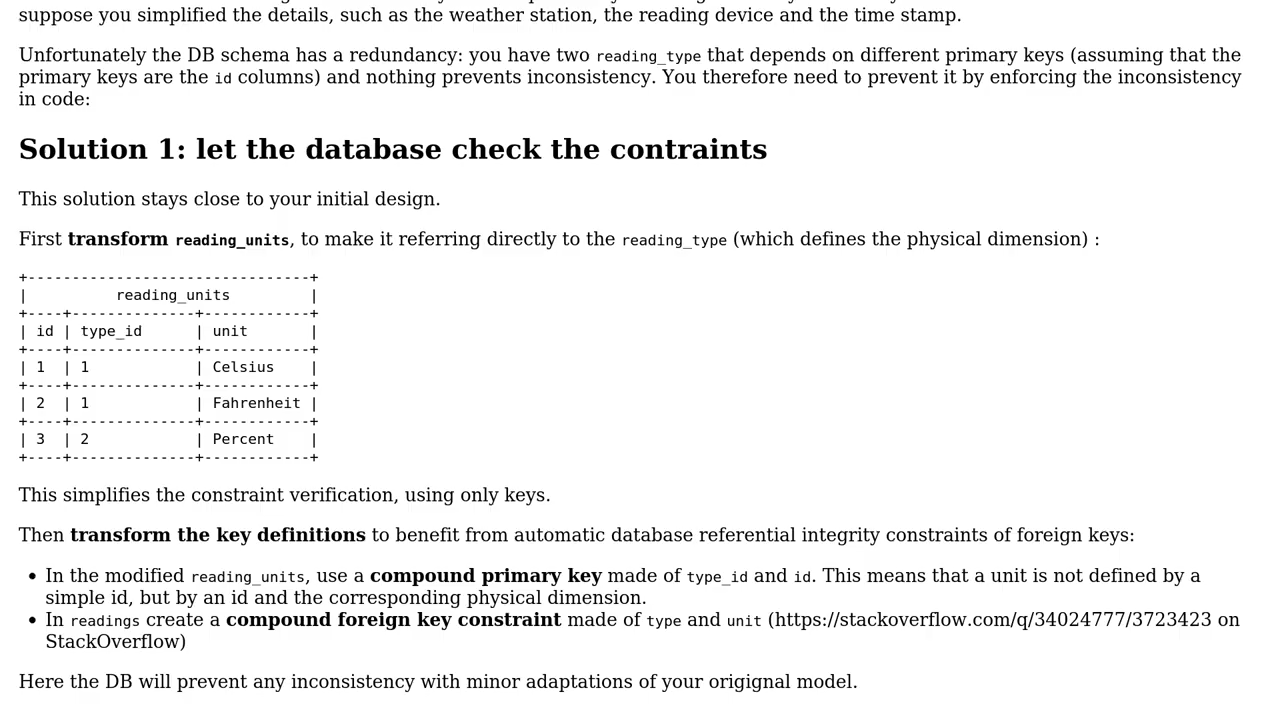 suppose you simplified the details, such as the weather station, the reading device and the time stamp.
Unfortunately the DB schema has a redundancy: you have two reading_type that depends on different primary keys (assuming that the
primary keys are the id columns) and nothing prevents inconsistency. You therefore need to prevent it by enforcing the inconsistency
in code:
Solution 1: let the database check the contraints
This solution stays close to your initial design.
First transform reading_units, to make it referring directly to the reading_type (which defines the physical dimension) :
+--------------------------------+
|          reading_units         |
+----+--------------+------------+
| id | type_id      | unit       |
+----+--------------+------------+
| 1  | 1            | Celsius    |
+----+--------------+------------+
| 2  | 1            | Fahrenheit |
+----+--------------+------------+
| 3  | 2            | Percent    |
+----+--------------+------------+
This simplifies the constraint verification, using only keys.
Then transform the key definitions to benefit from automatic database referential integrity constraints of foreign keys:
• In the modified reading_units, use a compound primary key made of type_id and id. This means that a unit is not defined by a
simple id, but by an id and the corresponding physical dimension.
• In readings create a compound foreign key constraint made of type and unit (https://stackoverflow.com/q/34024777/3723423 on
StackOverflow)
Here the DB will prevent any inconsistency with minor adaptations of your origignal model.